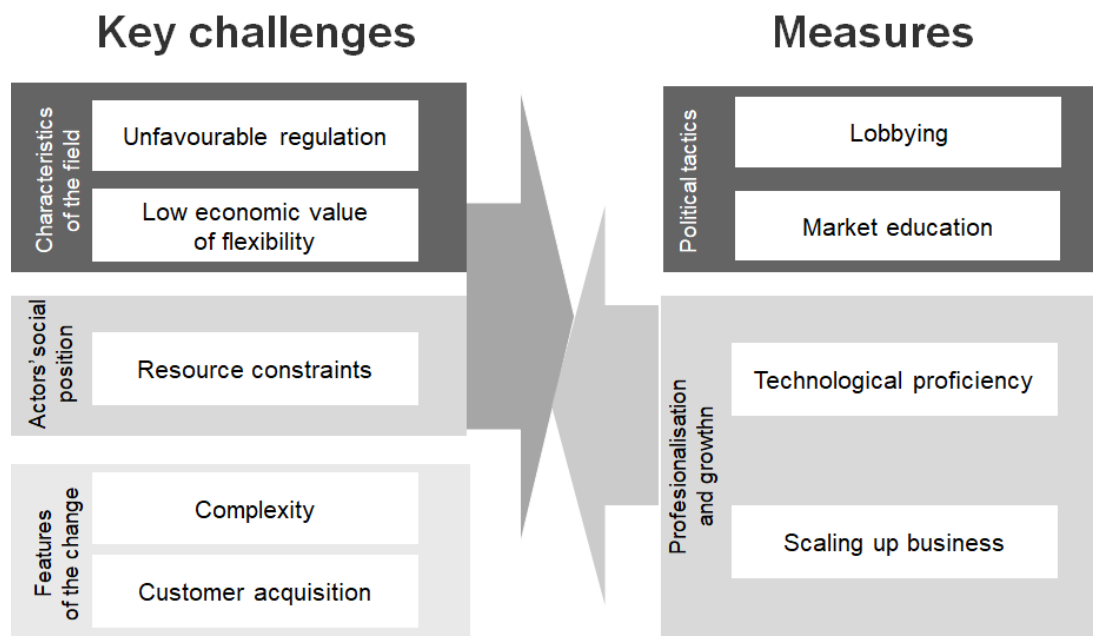 Key challenges
Characteristics
of the field
Unfavourable regulation
Low economic value
of flexibility
Actors' social
position
Resource constraints
Features
of the change
Complexity
Customer acquisition
Measures
Political tactics
Lobbying
Market education
Profesionalisation
and growthn
Technological proficiency
Scaling up business